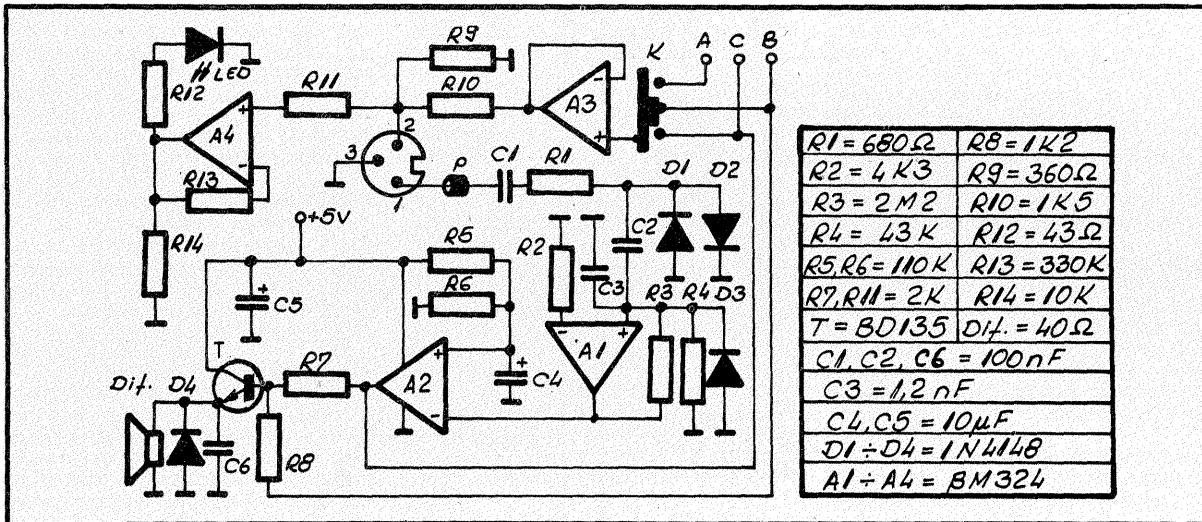 R9
A C B
K
LED
R12
R11
R10
A3
A4
+
-
-
+
2
3
1
P
C1
R1
D1 D2
R13
+5V
R14
R5
R6
R2
C2
C3
R3
R4
D3
C5
+
-
+
A1
T
R7
A2
+
-
C4
+
Dif.
D4
C6
R8
R1 = 680Ω R8 = 1K2
R2 = 4K3 R9 = 360Ω
R3 = 2M2 R10 = 1K5
R4 = 43K R12 = 43Ω
R5,R6 = 110K R13 = 330K
R7,R11 = 2K R14 = 10K
T = BD135 Dif. = 40Ω
C1, C2, C6 = 100nF
C3 = 1,2nF
C4, C5 = 10μF
D1÷D4 = 1N4148
A1÷A4 = βM324